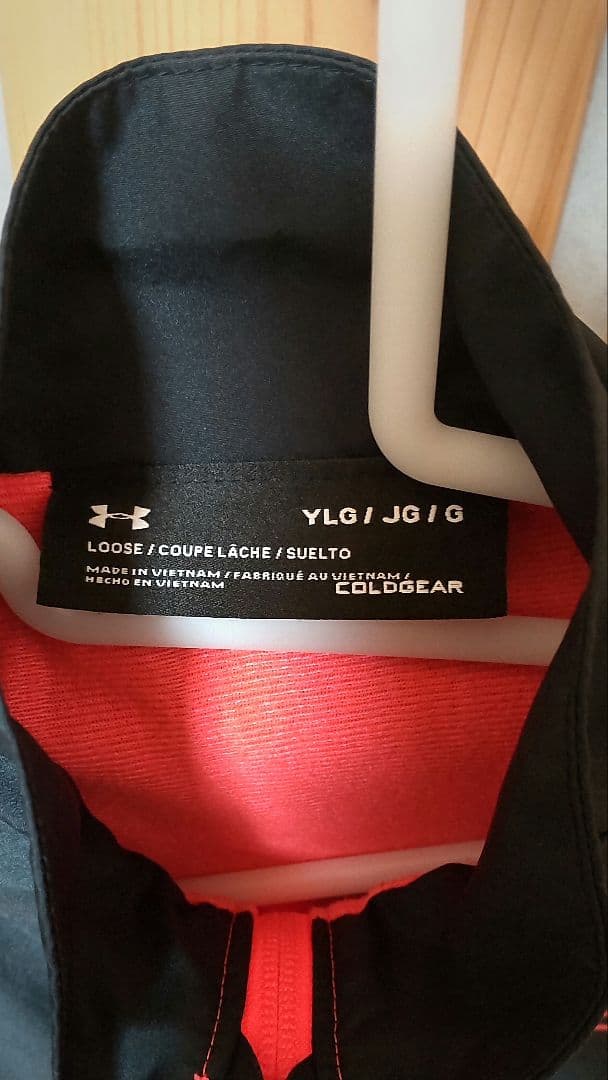 YLG / JG / G
LOOSE / COUPE LÂCHE / SUELTO
MADE IN VIETNAM / FABRIQUÉ AU VIETNAM /
HECHO EN VIETNAM
COLDGEAR